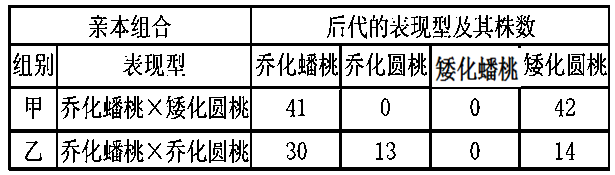 亲本组合 后代的表现型及其株数
组别 表现型 乔化蟠桃 乔化圆桃 矮化蟠桃 矮化圆桃
甲 乔化蟠桃×矮化圆桃 41 0 0 42
乙 乔化蟠桃×乔化圆桃 30 13 0 14